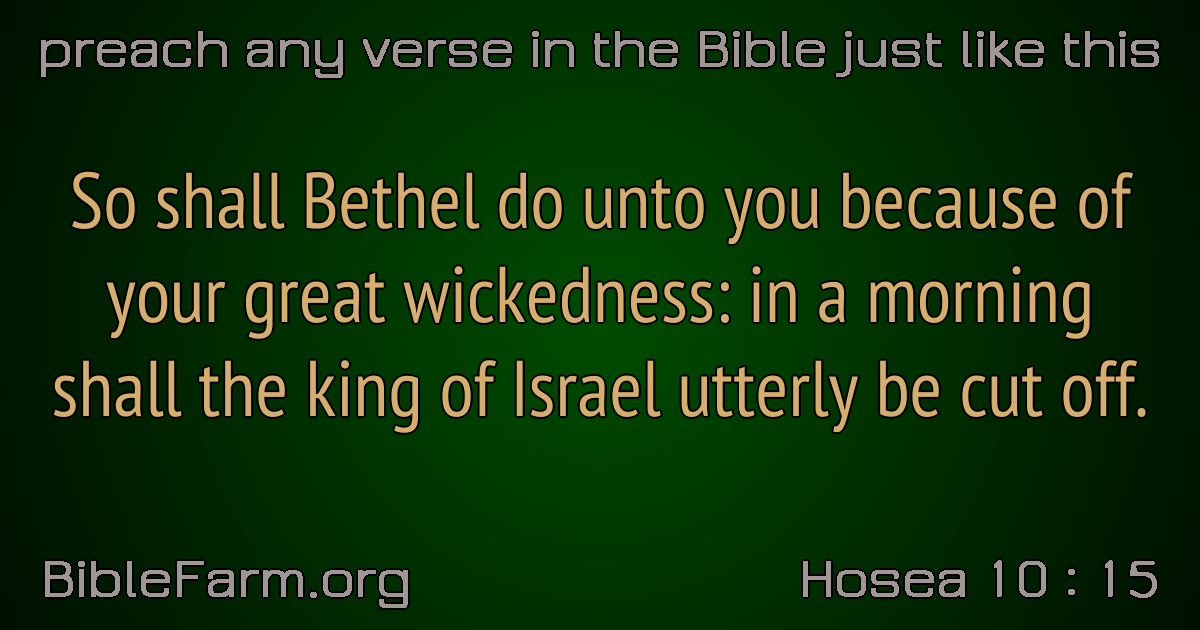 preach any verse in the Bible just like this
So shall Bethel do unto you because of
your great wickedness: in a morning
shall the king of Israel utterly be cut off.
BibleFarm.org
Hosea 10 : 15